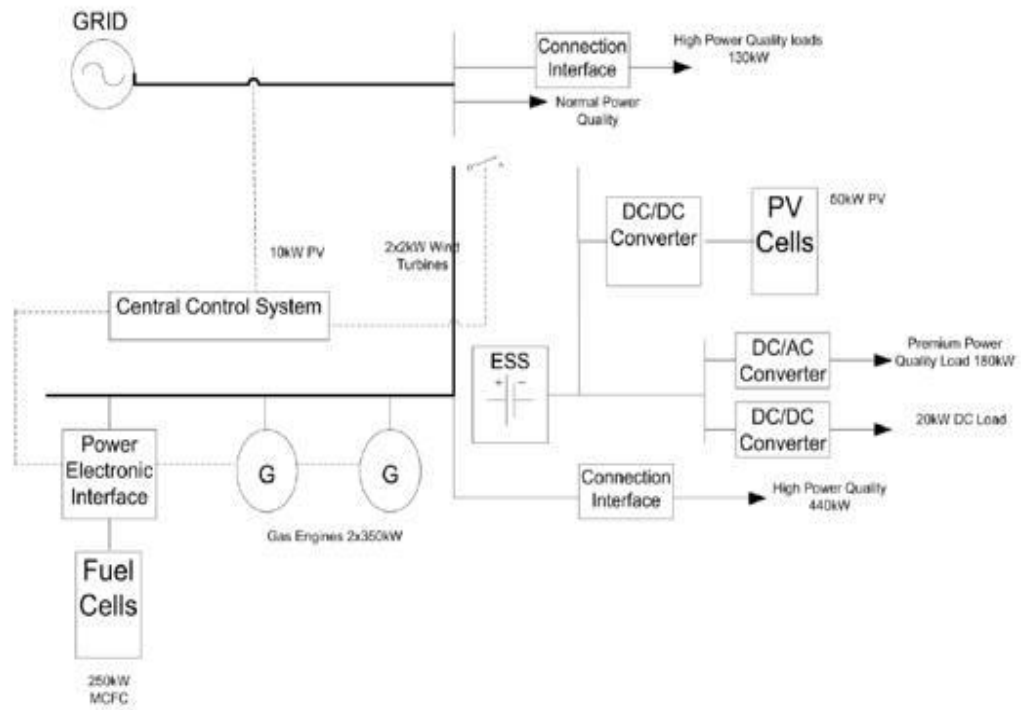 GRID
Connection
Interface
High Power Quality loads
130kW
Normal Power
Quality
DC/DC
Converter
PV
Cells
50kW PV
10kW PV
2x2kW Wind
Turbines
Central Control System
ESS
+ −
DC/AC
Converter
Premium Power
Quality Load 180kW
DC/DC
Converter
20kW DC Load
Power
Electronic
Interface
G
G
Connection
Interface
High Power Quality
440kW
Gas Engines 2x350kW
Fuel
Cells
250kW
MCFC